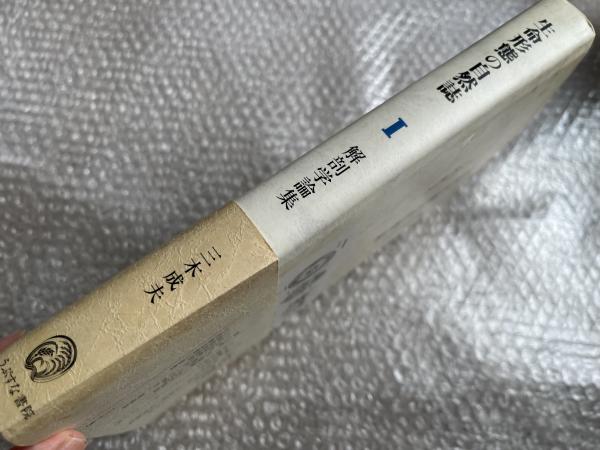 生命形態の自然誌
I
解剖学論集
三木成夫
うぶすな書院